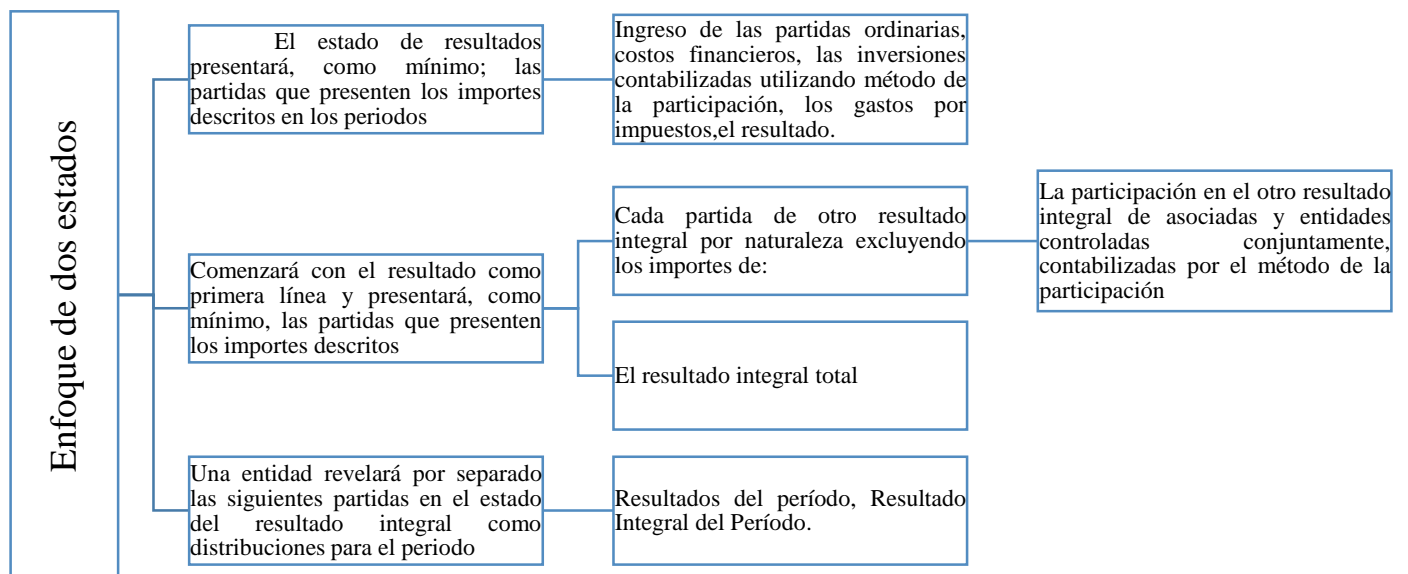 Enfoque de dos estados
El estado de resultados
presentará, como mínimo; las
partidas que presenten los importes
descritos en los periodos
Ingreso de las partidas ordinarias,
costos financieros, las inversiones
contabilizadas utilizando método de
la participación, los gastos por
impuestos,el resultado.
Comenzará con el resultado como
primera línea y presentará, como
mínimo, las partidas que presenten
los importes descritos
Cada partida de otro resultado
integral por naturaleza excluyendo
los importes de:
La participación en el otro resultado
integral de asociadas y entidades
controladas conjuntamente,
contabilizadas por el método de la
participación
El resultado integral total
Una entidad revelará por separado
las siguientes partidas en el estado
del resultado integral como
distribuciones para el periodo
Resultados del período, Resultado
Integral del Período.